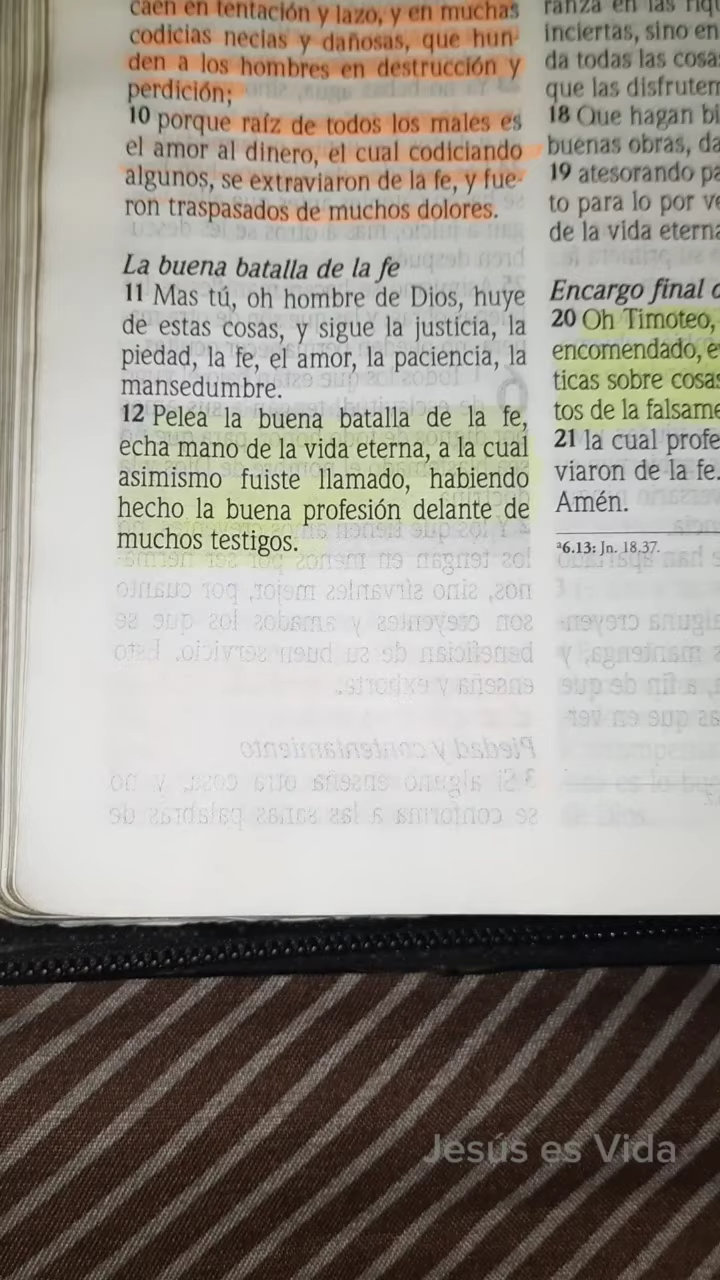 caen en tentación y lazo, y en muchas
codicias necias y dañosas, que hun-
den a los hombres en destrucción y
perdición;
10 porque raíz de todos los males es
el amor al dinero, el cual codiciando
algunos, se extraviaron de la fe, y fue-
ron traspasados de muchos dolores.
La buena batalla de la fe
11 Mas tú, oh hombre de Dios, huye
de estas cosas, y sigue la justicia, la
piedad, la fe, el amor, la paciencia, la
mansedumbre.
12 Pelea la buena batalla de la fe,
echa mano de la vida eterna, a la cual
asimismo fuiste llamado, habiendo
hecho la buena profesión delante de
muchos testigos.
en las
inciertas, sino en
da todas las cosas
que las disfrutem
18 Que hagan bi
buenas obras, da
19 atesorando pa
to para lo por ve
de la vida eterna
Encargo final
20 Oh Timoteo,
encomendado, e
ticas sobre cosas
tos de la falsame
21 la cual profe
viaron de la fe.
Amén.
a6.13: Jn. 18.37.
Jesús es Vida